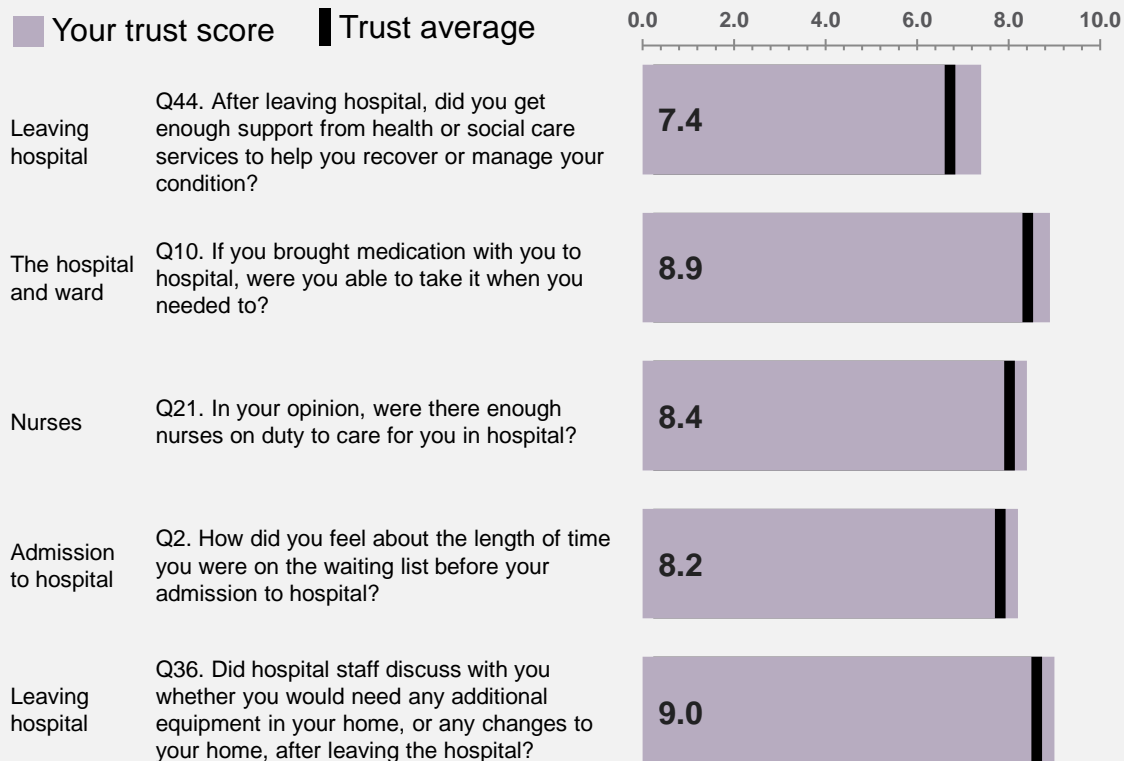 Your trust score
Trust average
0.0 2.0 4.0 6.0 8.0 10.0
Leaving
hospital
Q44. After leaving hospital, did you get
enough support from health or social care
services to help you recover or manage your
condition?
7.4
The hospital
and ward
Q10. If you brought medication with you to
hospital, were you able to take it when you
needed to?
8.9
Nurses
Q21. In your opinion, were there enough
nurses on duty to care for you in hospital?
8.4
Admission
to hospital
Q2. How did you feel about the length of time
you were on the waiting list before your
admission to hospital?
8.2
Leaving
hospital
Q36. Did hospital staff discuss with you
whether you would need any additional
equipment in your home, or any changes to
your home, after leaving the hospital?
9.0